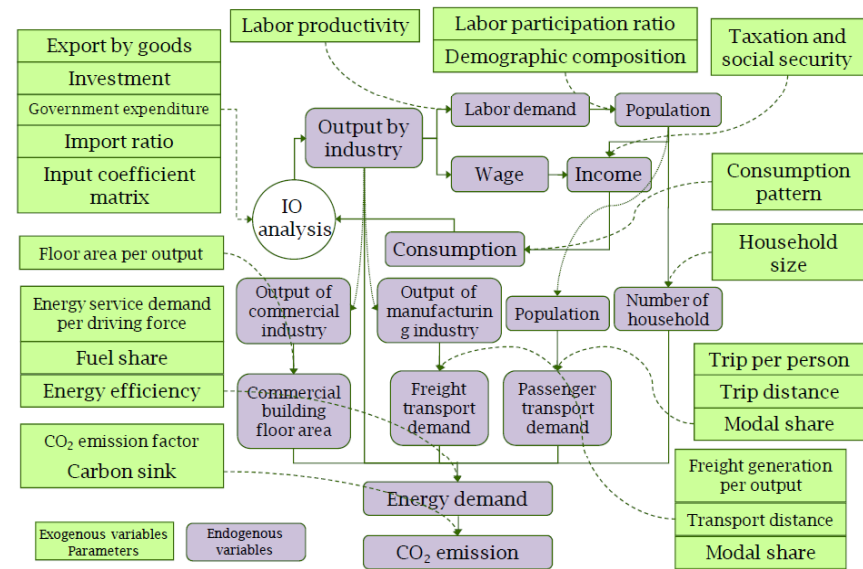 Labor productivity
Labor participation ratio
Demographic composition
Taxation and
social security
Export by goods
Investment
Government expenditure
Import ratio
Input coefficient
matrix
Output by
industry
Labor demand
Population
Wage
Income
IO
analysis
Consumption
Consumption
pattern
Household
size
Floor area per output
Energy service demand
per driving force
Fuel share
Energy efficiency
Output of
commercial
industry
Output of
manufacturin
g industry
Population
Number of
household
Commercial
building
floor area
Freight
transport
demand
Passenger
transport
demand
Trip per person
Trip distance
Modal share
CO₂ emission factor
Carbon sink
Freight generation
per output
Transport distance
Modal share
Energy demand
CO₂ emission
Exogenous variables
Parameters
Endogenous
variables